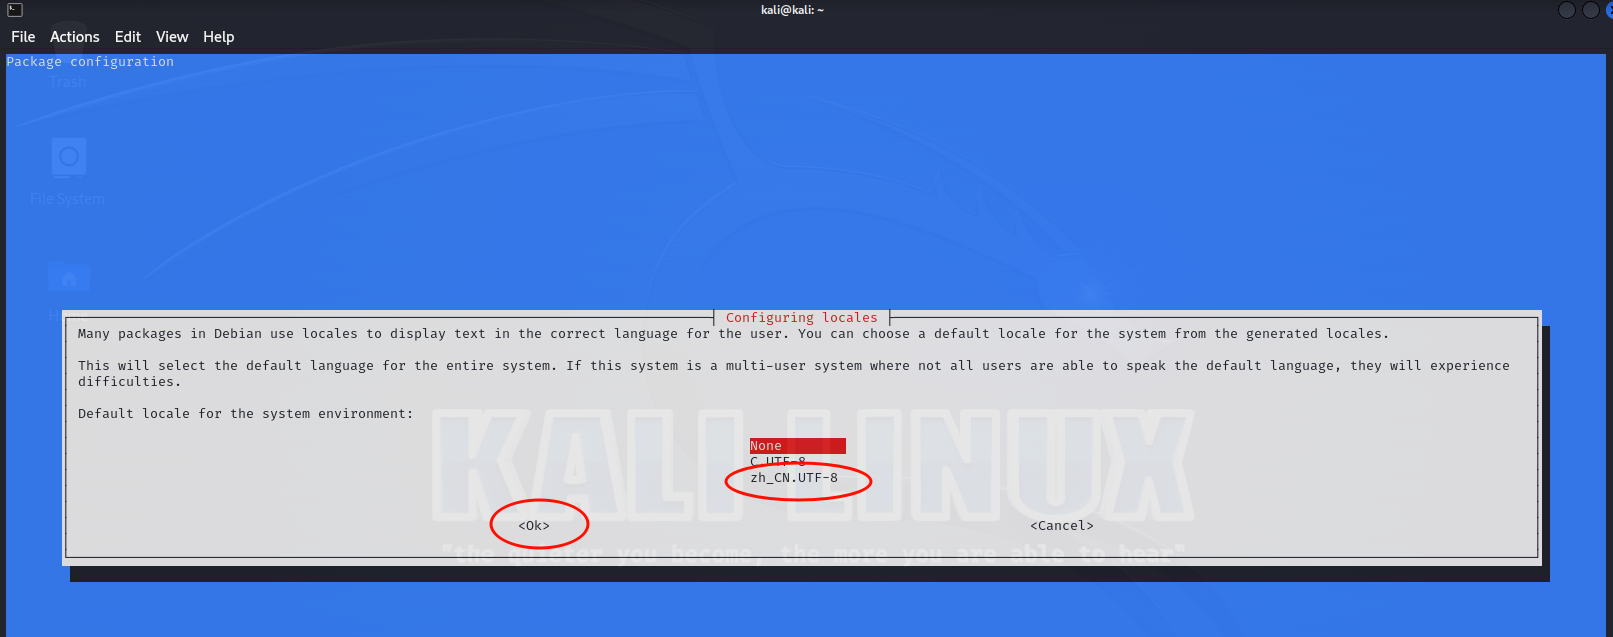 kali@kali: ~
File Actions Edit View Help
Package configuration
Trash
File System
Configuring locales
Many packages in Debian use locales to display text in the correct language for the user. You can choose a default locale for the system from the generated locales.
This will select the default language for the entire system. If this system is a multi-user system where not all users are able to speak the default language, they will experience
difficulties.
Default locale for the system environment:
None
C.UTF-8
zh_CN.UTF-8
<Ok> <Cancel>
KALI LINUX
"the quieter you become, the more you are able to hear"